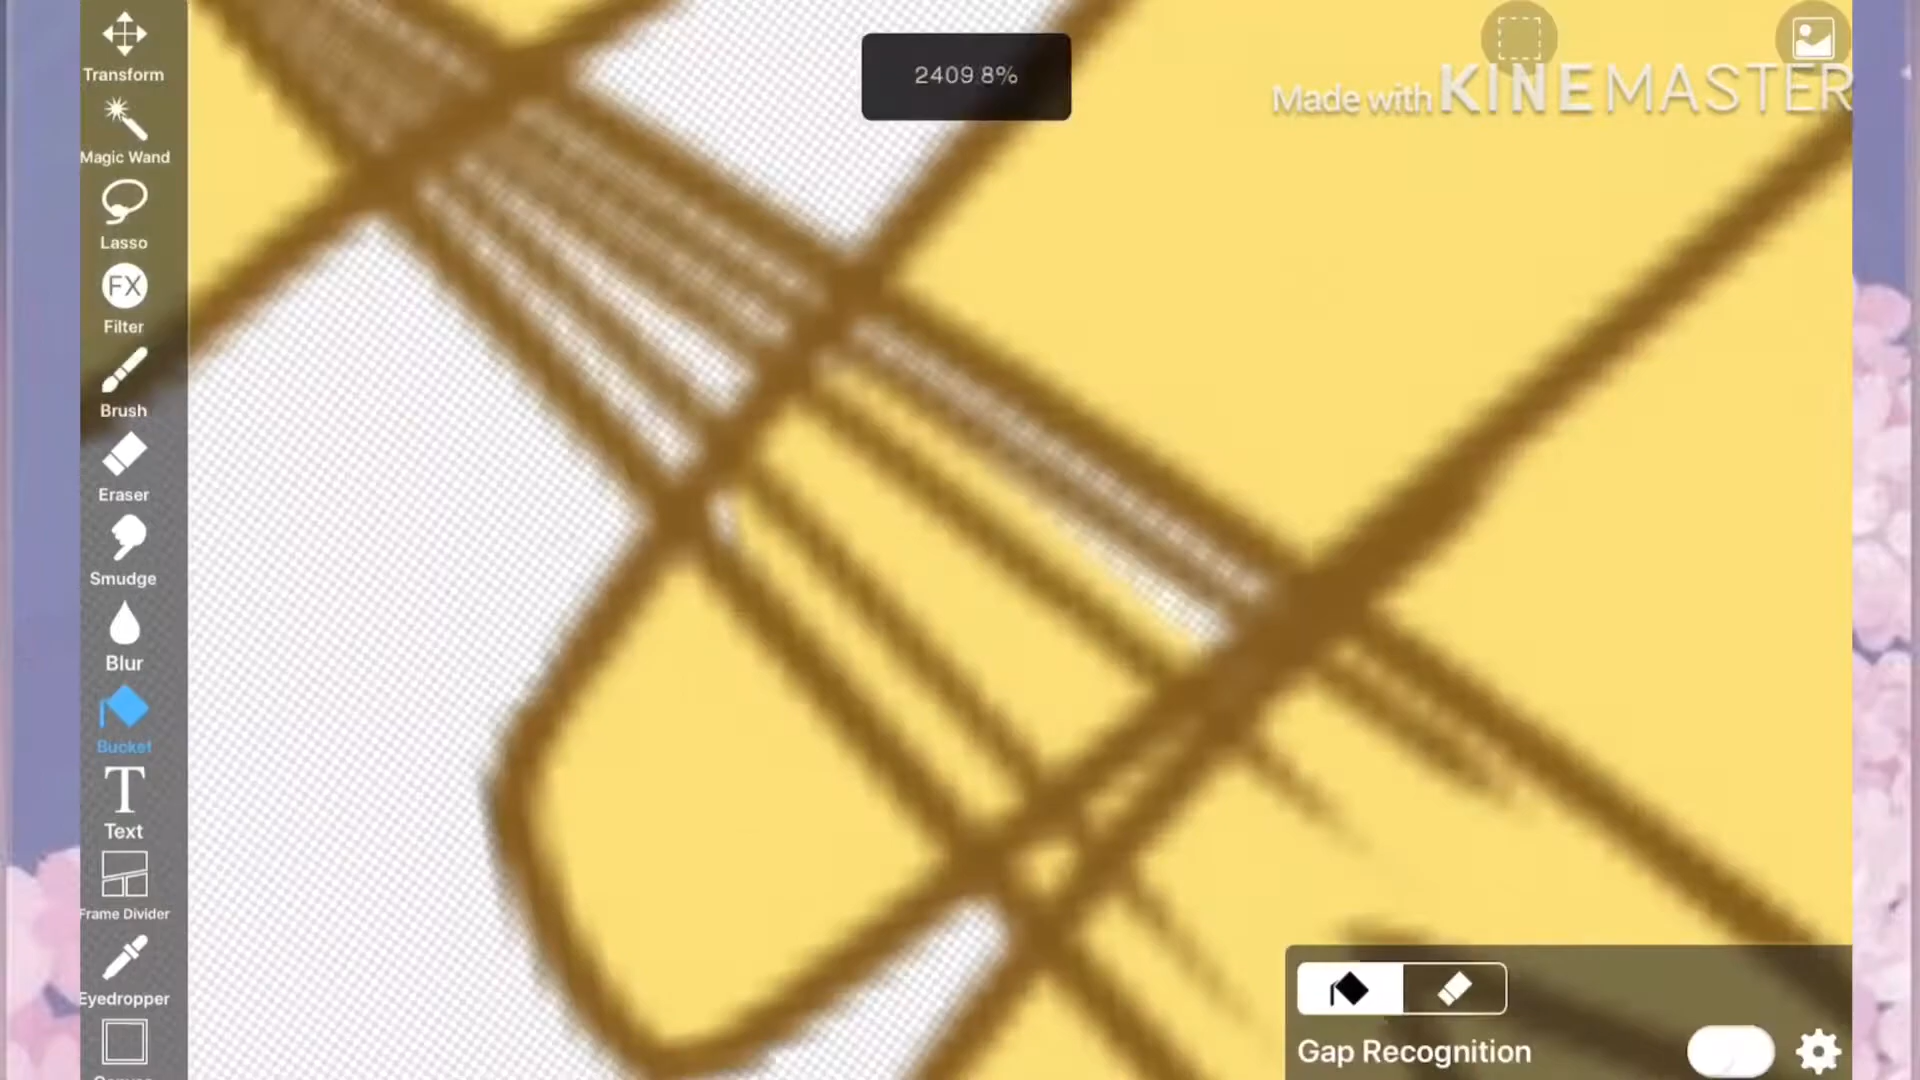 Transform
2409.8%
Made with KINEMASTER
Magic Wand
Lasso
FX
Filter
Brush
Eraser
Smudge
Blur
Bucket
T
Text
Frame Divider
Eyedropper
Gap Recognition